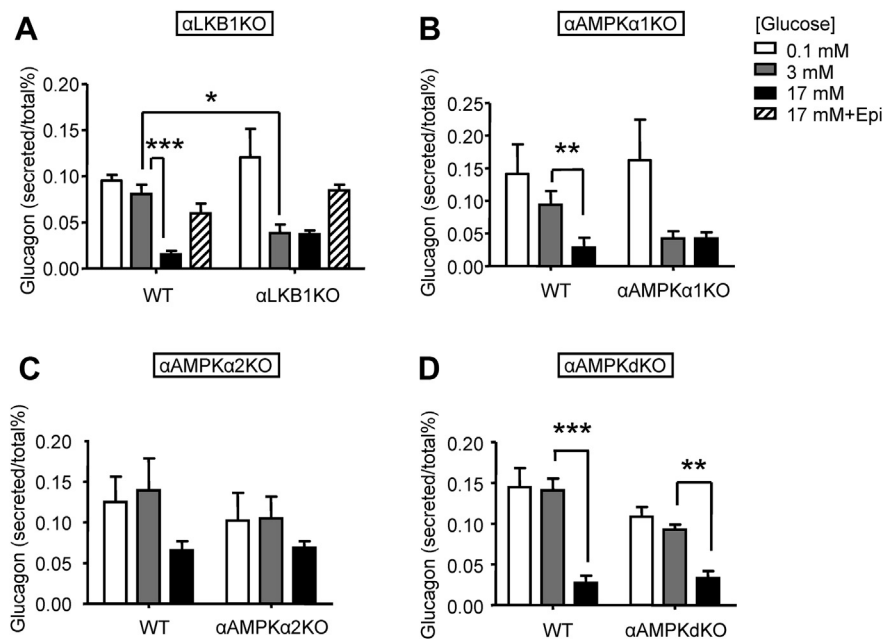 A
αLKB1KO
Glucagon (secreted/total%)
0.20
0.15
0.10
0.05
0.00
*
***
WT
αLKB1KO
B
αAMPKα1KO
Glucagon (secreted/total%)
0.25
0.20
0.15
0.10
0.05
0.00
**
WT
αAMPKα1KO
[Glucose]
0.1 mM
3 mM
17 mM
17 mM+Epi
C
αAMPKα2KO
Glucagon (secreted/total%)
0.20
0.15
0.10
0.05
0.00
WT
αAMPKα2KO
D
αAMPKdKO
Glucagon (secreted/total%)
0.20
0.15
0.10
0.05
0.00
***
**
WT
αAMPKdKO